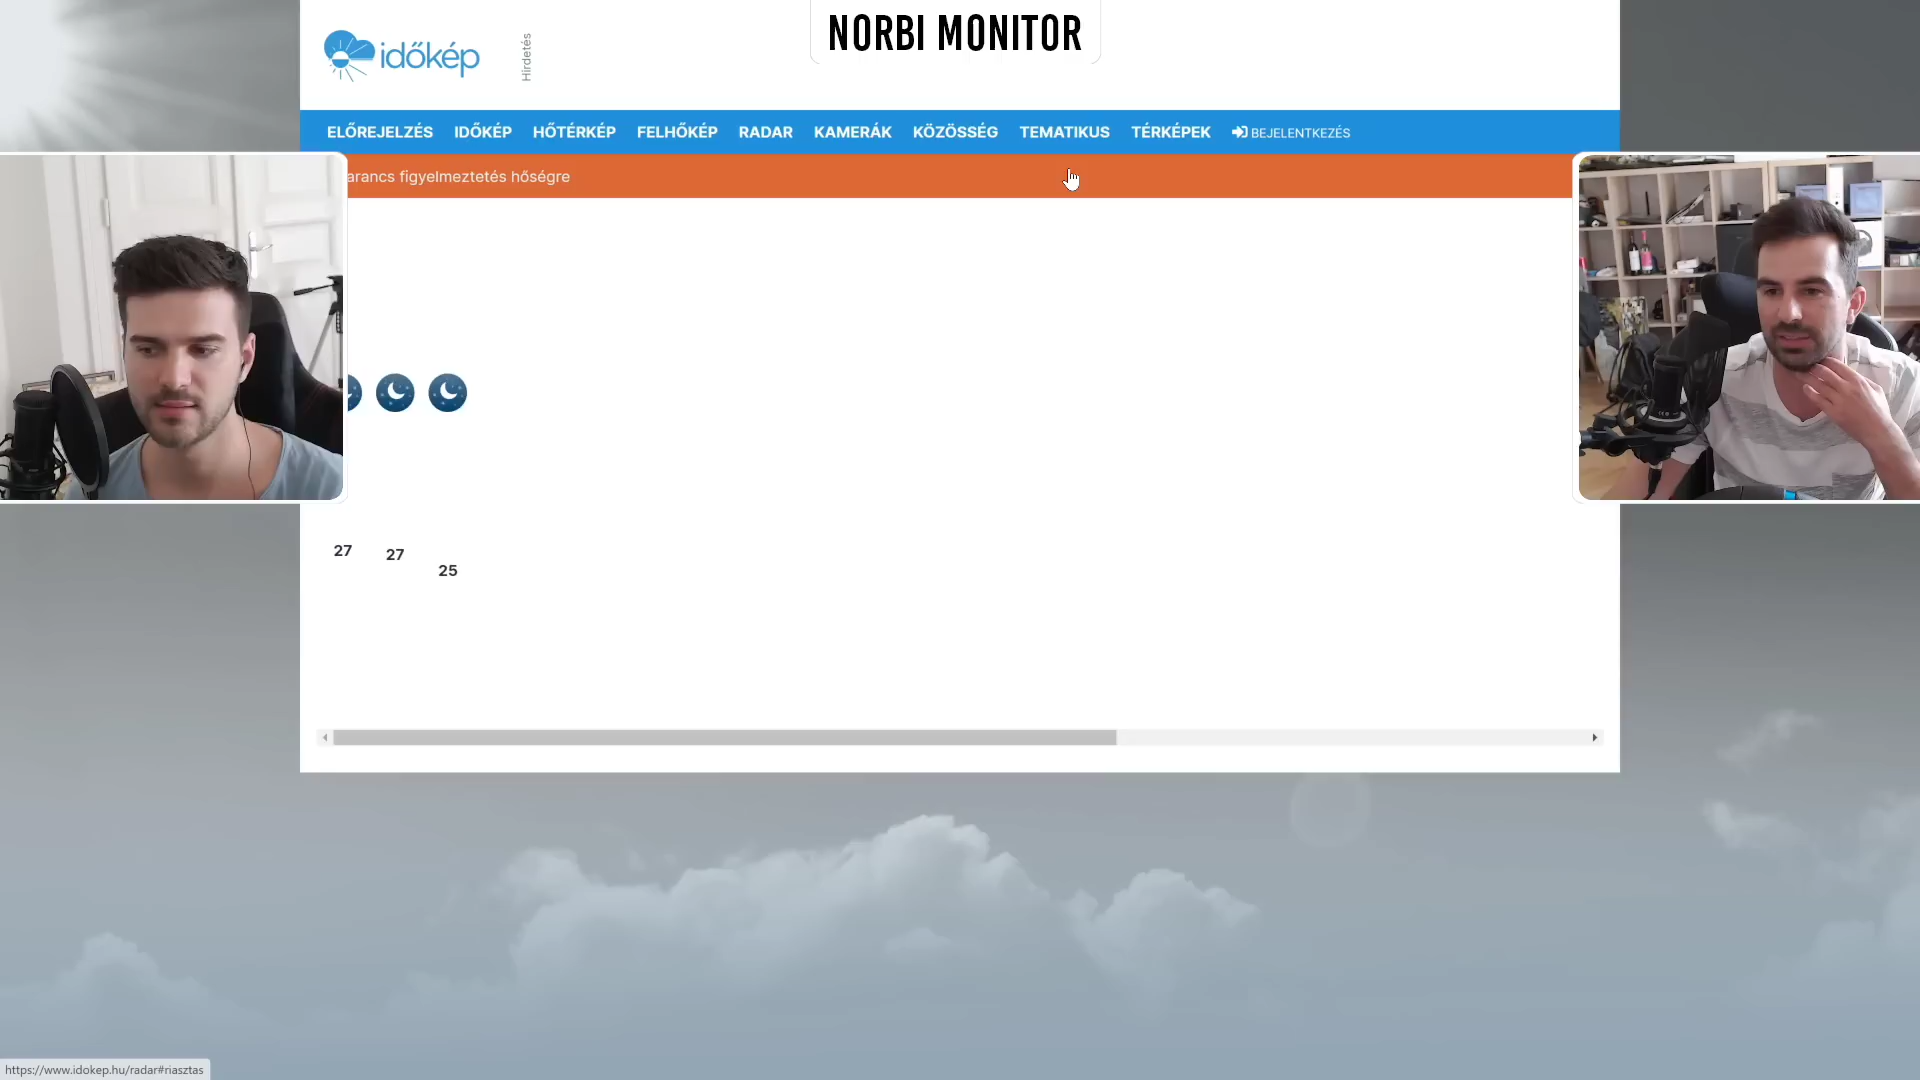 NORBI MONITOR
időkép
Hirdetés
ELŐREJELZÉS IDŐKÉP HŐTÉRKÉP FELHŐKÉP RADAR KAMERÁK KÖZÖSSÉG TEMATIKUS TÉRKÉPEK BEJELENTKEZÉS
arancs figyelmeztetés hőségre
27 27 25
https://www.idokep.hu/radar#riasztas